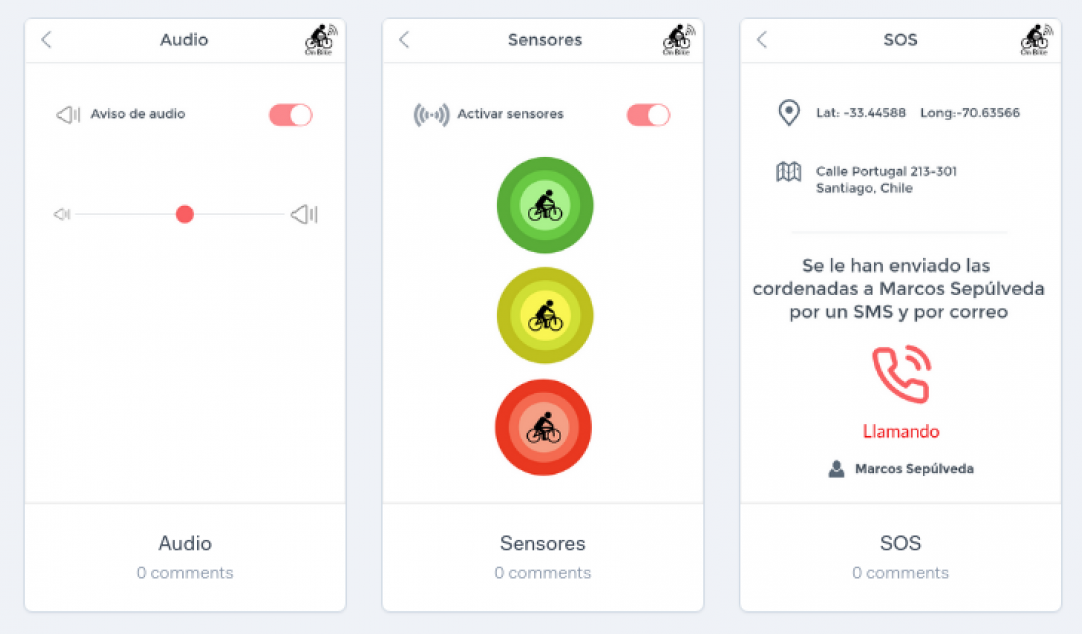 Audio
On Bike
Aviso de audio
Audio
0 comments
Sensores
On Bike
Activar sensores
Sensores
0 comments
SOS
On Bike
Lat: -33.44588 Long:-70.63566
Calle Portugal 213-301
Santiago, Chile
Se le han enviado las
cordenadas a Marcos Sepúlveda
por un SMS y por correo
Llamando
Marcos Sepúlveda
SOS
0 comments